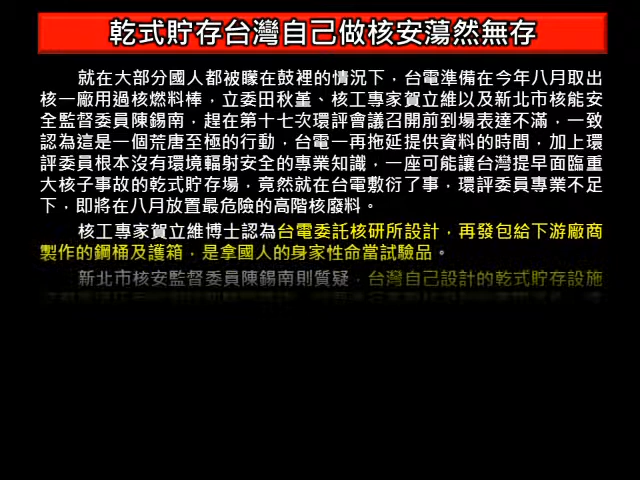 乾式貯存台灣自己做核安蕩然無存
就在大部分國人都被矇在鼓裡的情況下，台電準備在今年八月取出
核一廠用過核燃料棒，立委田秋堇、核工專家賀立維以及新北市核能安
全監督委員陳錫南，趕在第十七次環評會議召開前到場表達不滿，一致
認為這是一個荒唐至極的行動，台電一再拖延提供資料的時間，加上環
評委員根本沒有環境輻射安全的專業知識，一座可能讓台灣提早面臨重
大核子事故的乾式貯存場，竟然就在台電敷衍了事，環評委員專業不足
下，即將在八月放置最危險的高階核廢料。
核工專家賀立維博士認為台電委託核研所設計，再發包給下游廠商
製作的鋼桶及護箱，是拿國人的身家性命當試驗品。
新北市核安監督委員陳錫南則質疑，台灣自己設計的乾式貯存設施